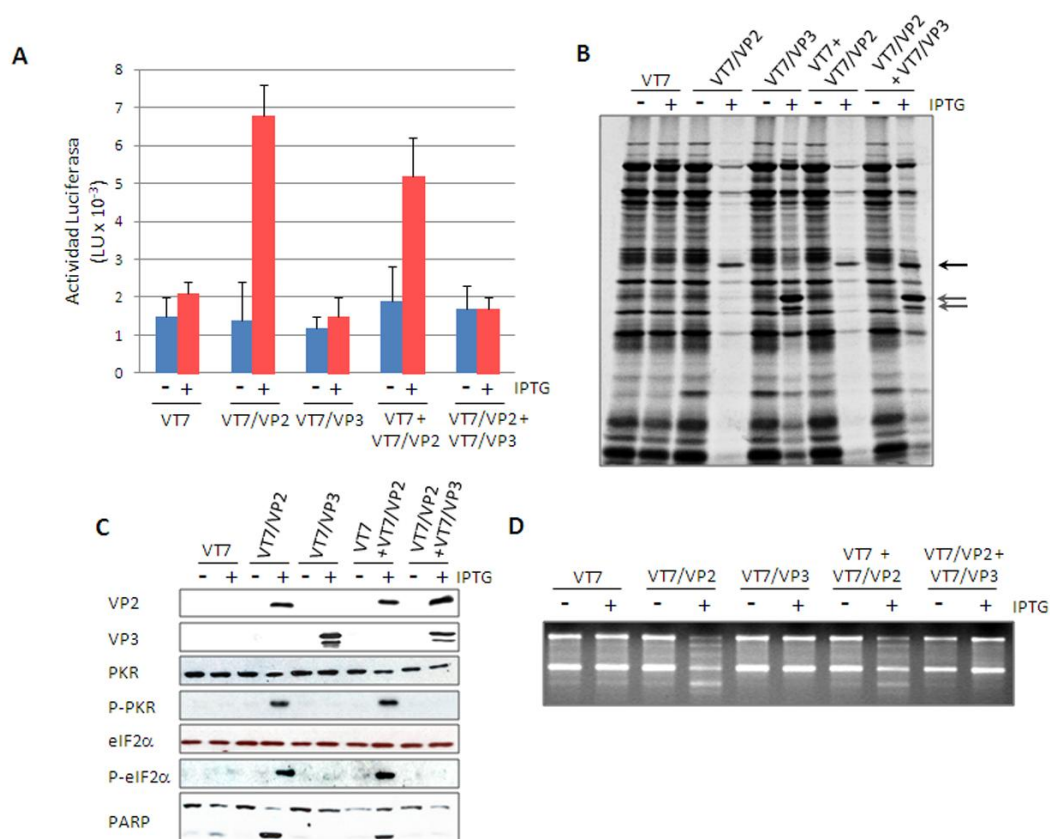 A
Actividad Luciferasa
(LU x 10⁻³)
8
7
6
5
4
3
2
1
0
- + - + - + - + - + IPTG
VT7 VT7/VP2 VT7/VP3 VT7 + VT7/VP2+
VT7/VP2 VT7/VP3
B
VT7 VT7/VP2 VT7/VP3 VT7+ VT7/VP2
VT7/VP2 + VT7/VP3
- + - + - + - + - + IPTG
C
VT7 VT7/VP2 VT7/VP3 VT7 VT7/VP2
+VT7/VP2 +VT7/VP3
- + - + - + - + - + IPTG
VP2
VP3
PKR
P-PKR
eIF2α
P-eIF2α
PARP
D
VT7 + VT7/VP2+
VT7 VT7/VP2 VT7/VP3 VT7/VP2 VT7/VP3
- + - + - + - + - + IPTG